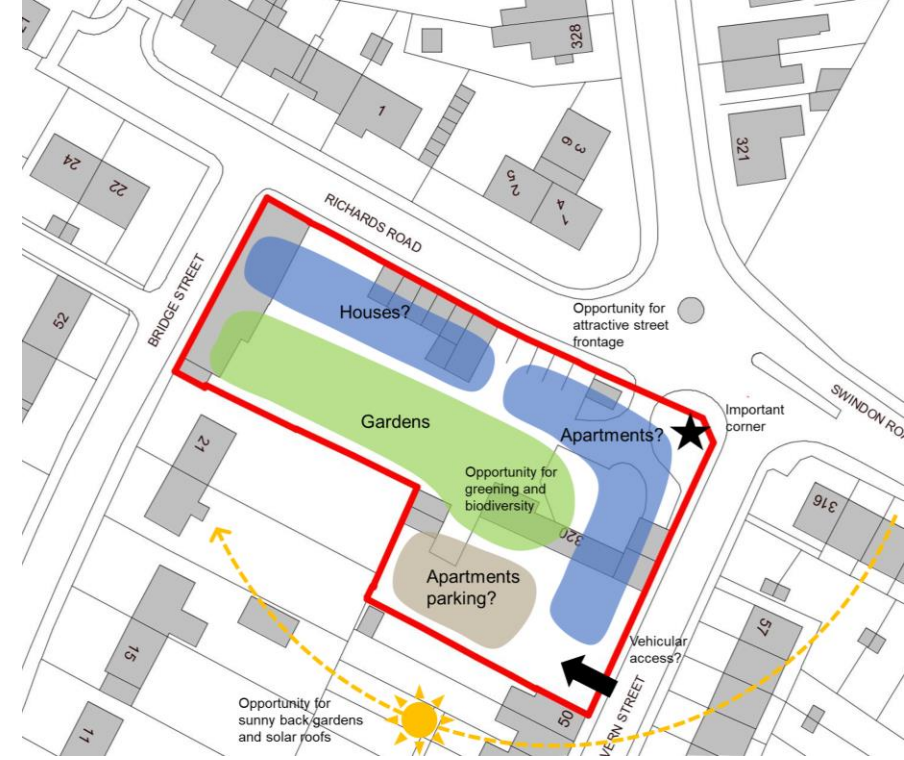 328
1
3 6
2 5
1 4
321
24
22
RICHARDS ROAD
BRIDGE STREET
52
Houses?
Opportunity for
attractive street
frontage
SWINDON ROA
Important
corner
Gardens
Apartments?
21
Opportunity for
greening and
biodiversity
316
320
Apartments
parking?
57
Vehicular
access?
15
Opportunity for
sunny back gardens
and solar roofs
50
VERN STREET
11